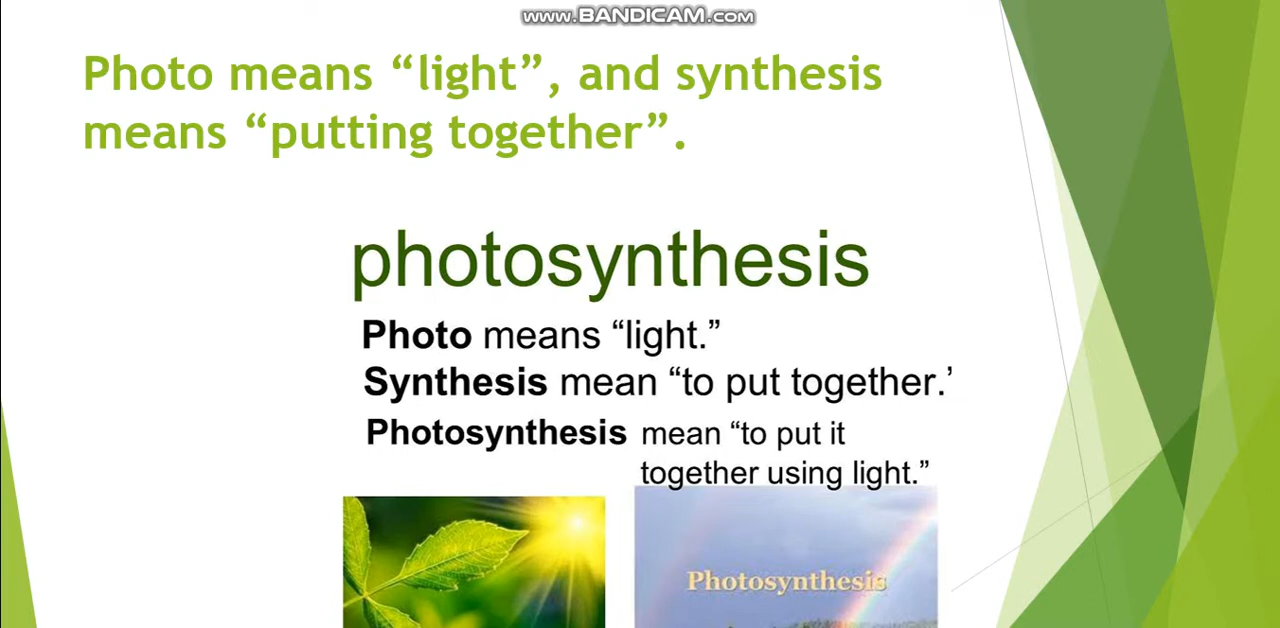 www.BANDICAM.com
Photo means “light”, and synthesis
means “putting together”.
photosynthesis
Photo means “light.”
Synthesis mean “to put together.’
Photosynthesis mean “to put it
together using light.”
Photosynthesis